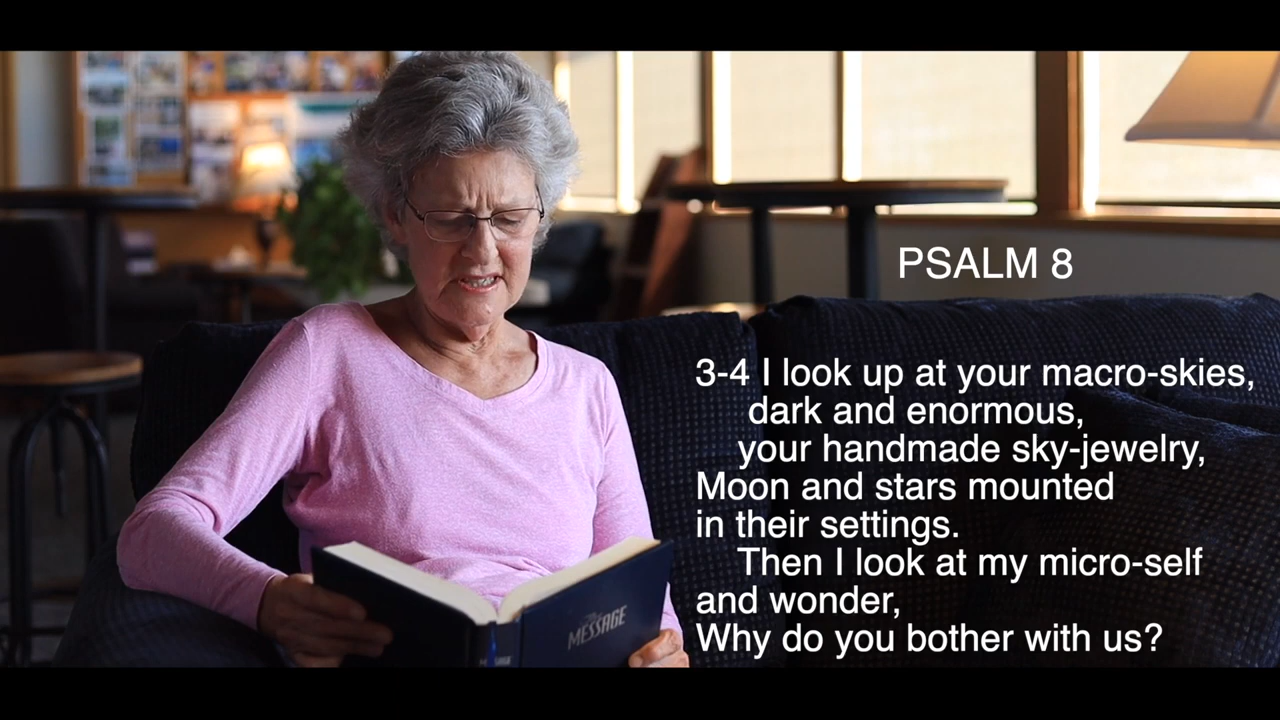 PSALM 8
3-4 I look up at your macro-skies,
dark and enormous,
your handmade sky-jewelry,
Moon and stars mounted
in their settings.
Then I look at my micro-self
and wonder,
Why do you bother with us?
MESSAGE